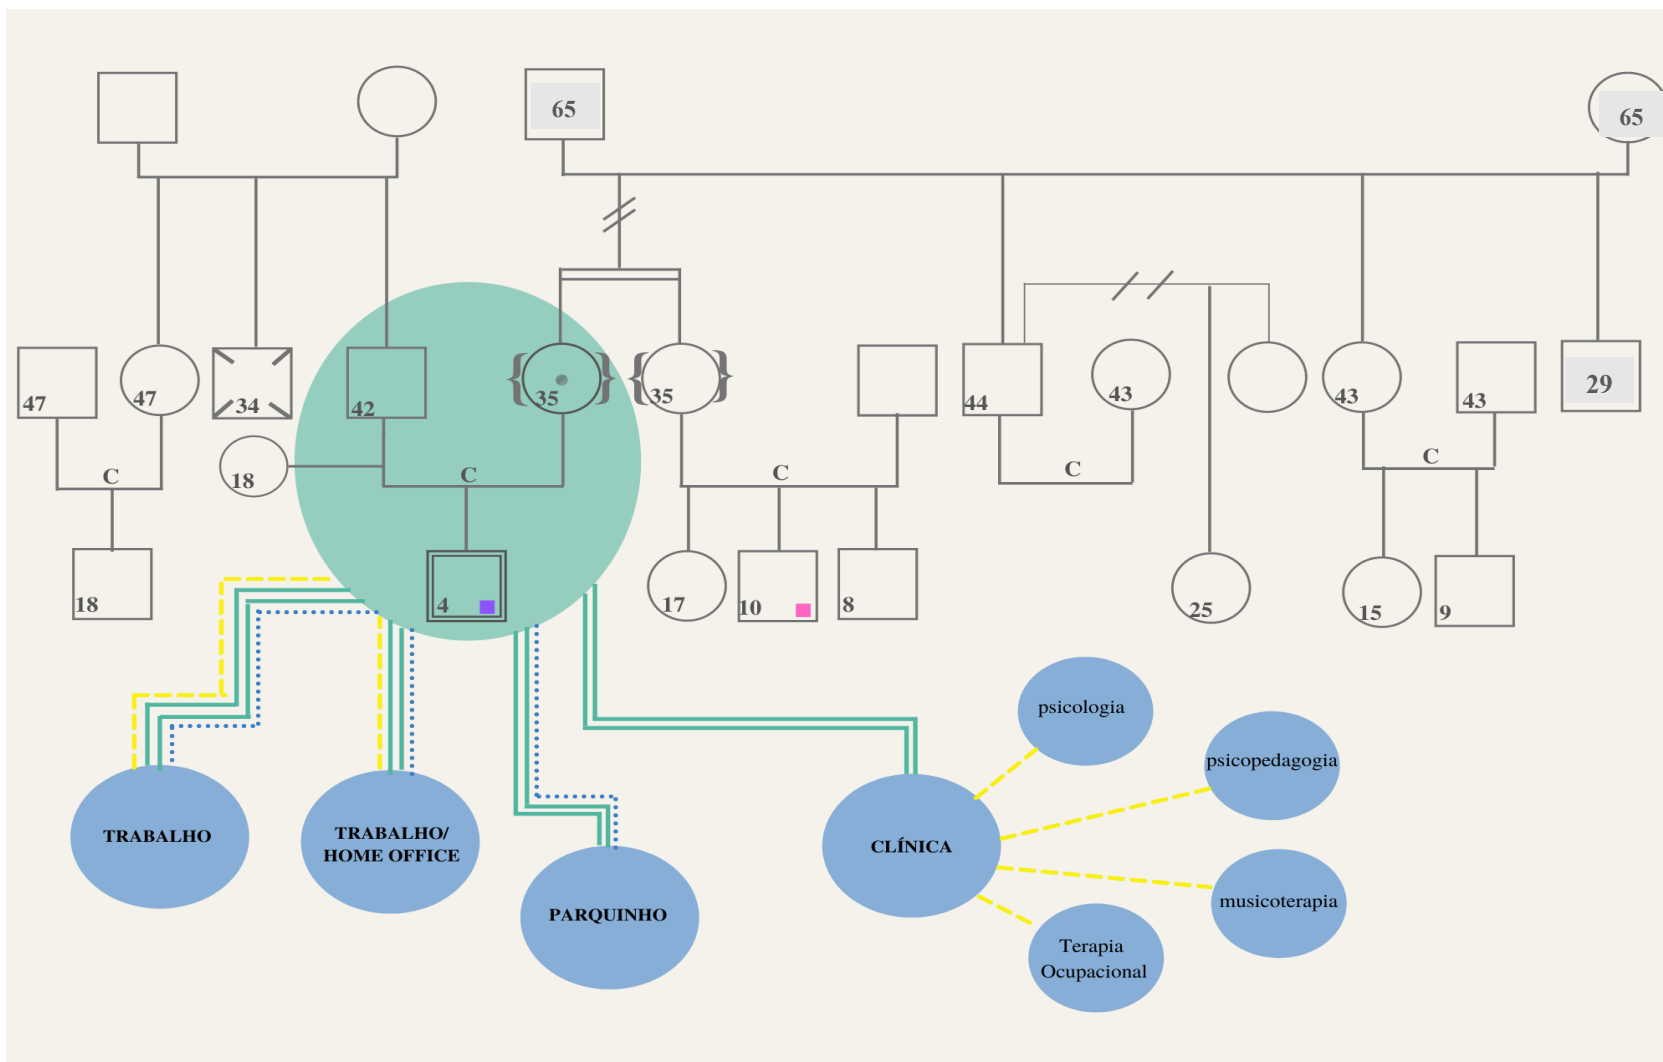 65
65
47
47
34
42
35
35
44
43
43
43
29
18
C
C
C
C
C
18
4
17
10
8
25
15
9
psicologia
psicopedagogia
TRABALHO
TRABALHO/
HOME OFFICE
CLÍNICA
PARQUINHO
musicoterapia
Terapia
Ocupacional